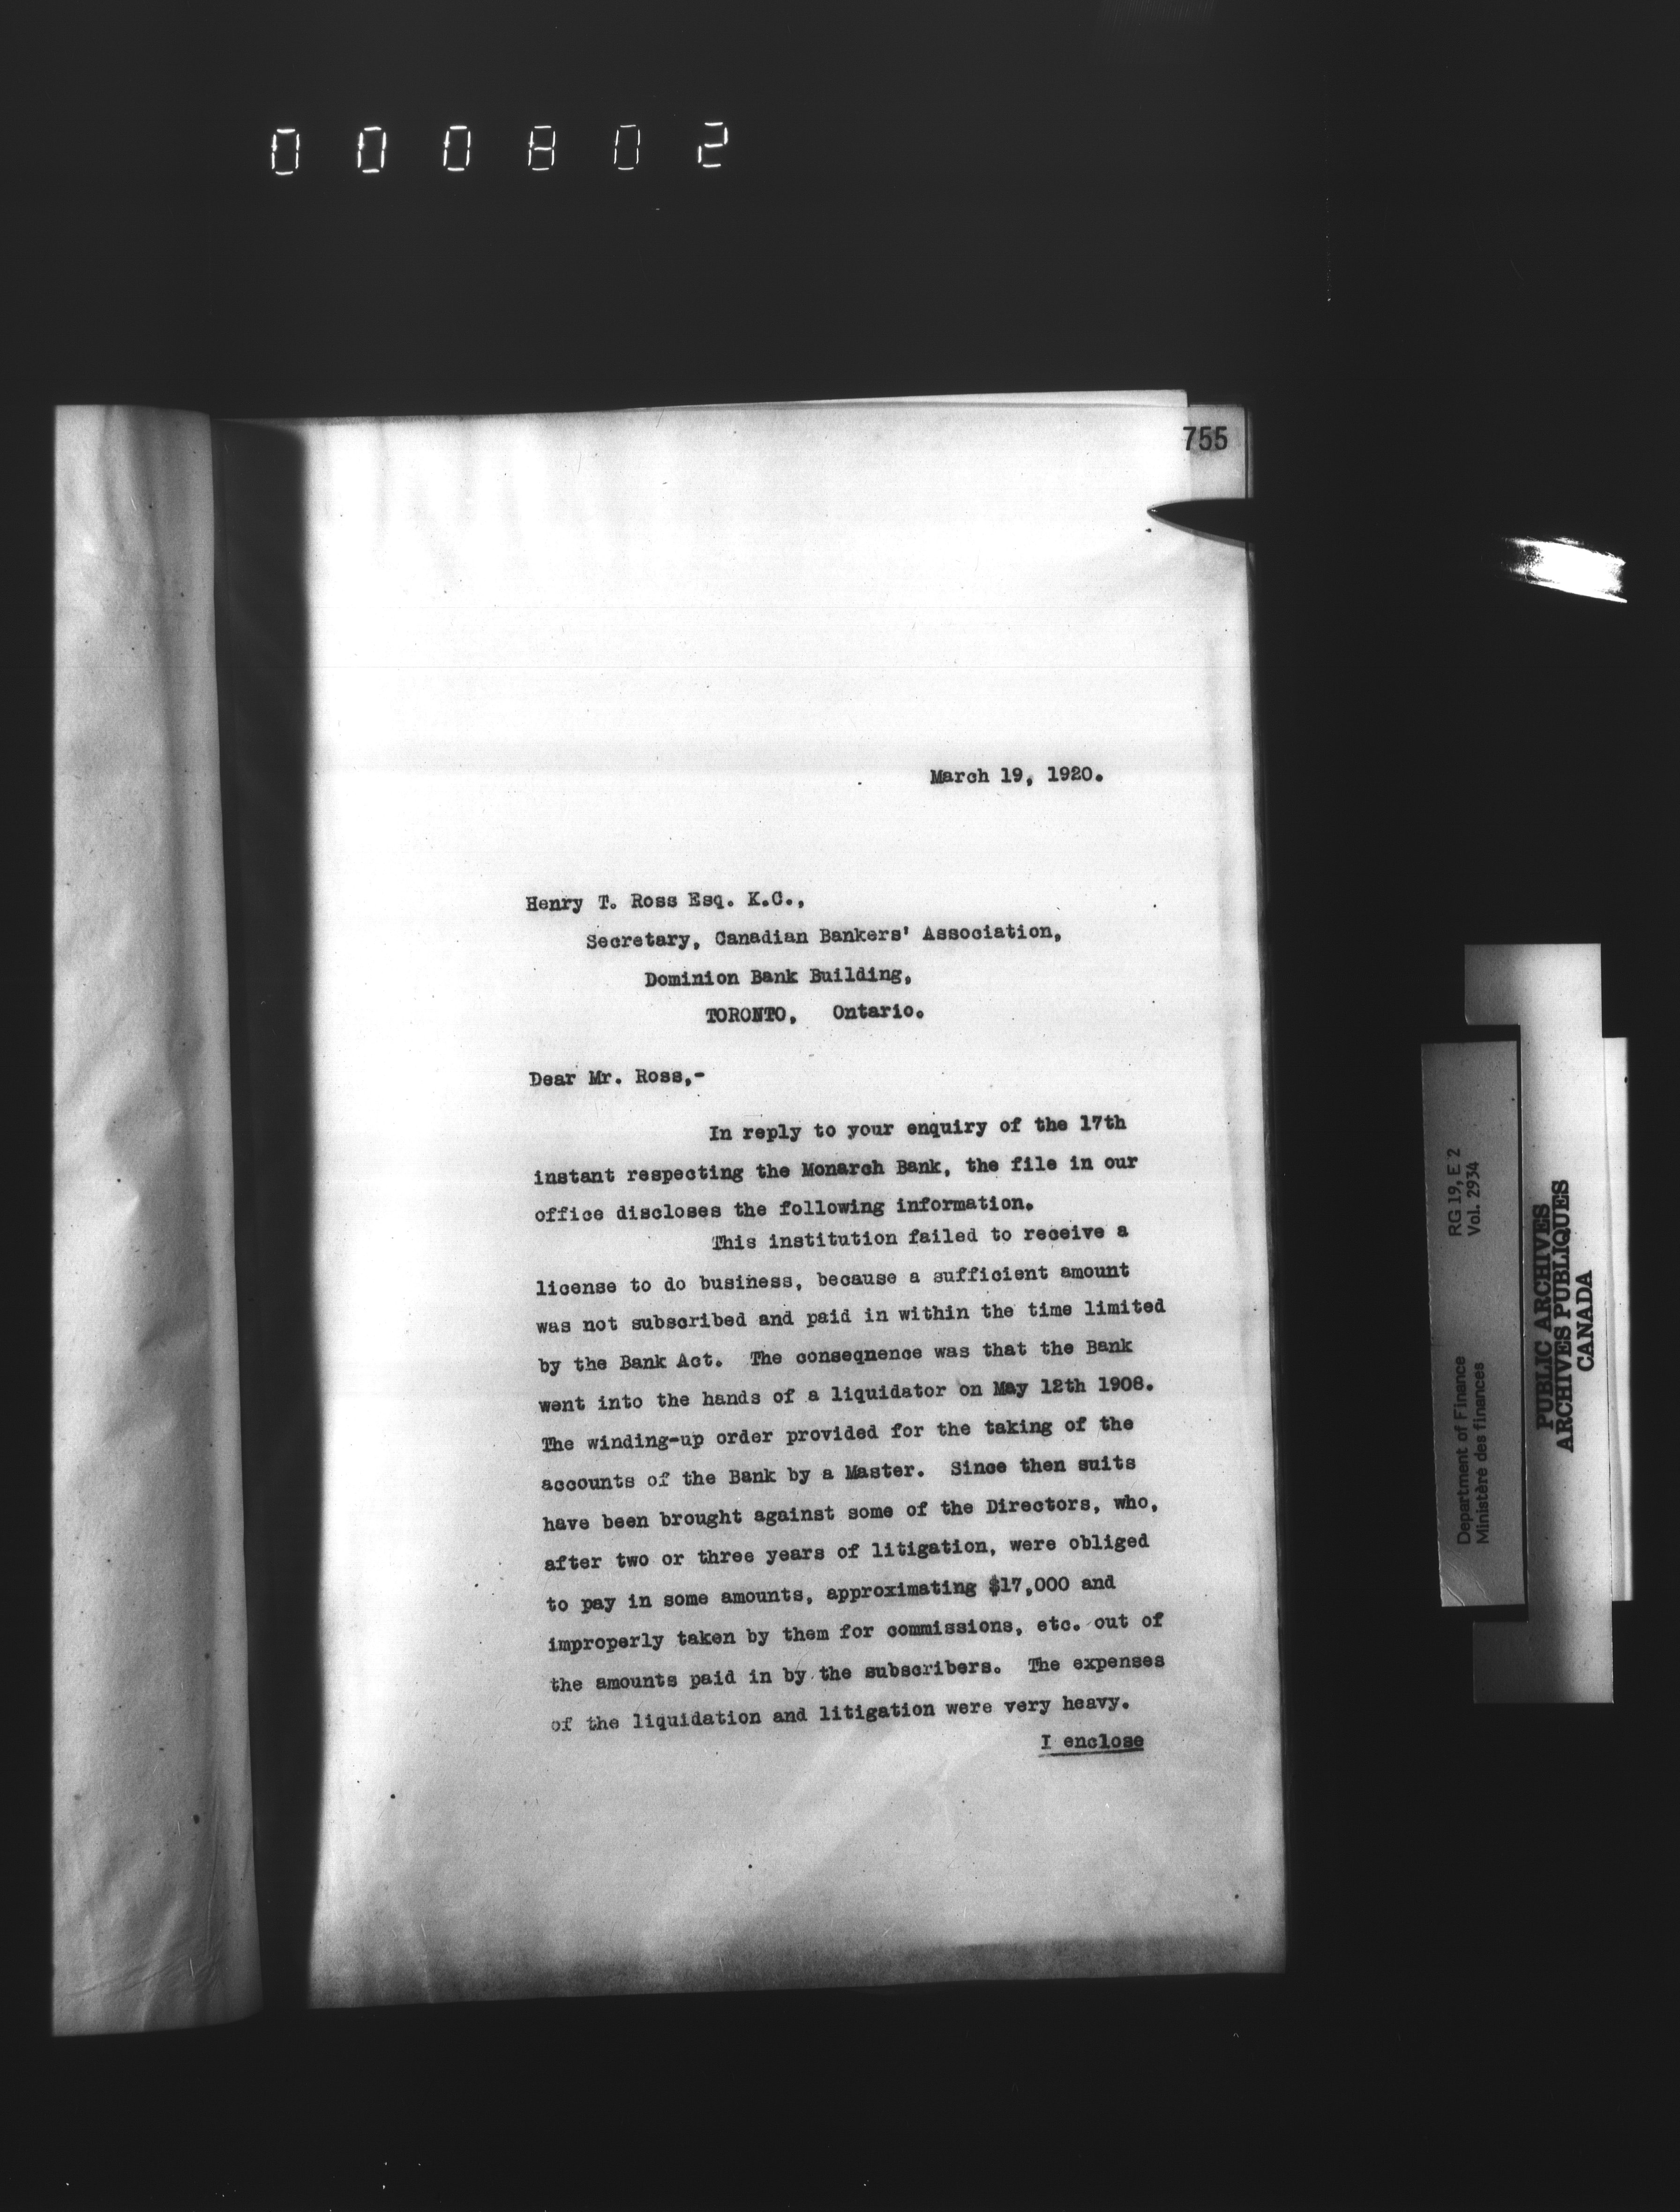 000802
755
March 19, 1920.
Henry T. Ross Esq. K.C.,
Secretary, Canadian Bankers' Association,
Dominion Bank Building,
TORONTO, Ontario.
Dear Mr. Ross,-
In reply to your enquiry of the 17th
instant respecting the Monarch Bank, the file in our
office discloses the following information.
This institution failed to receive a
license to do business, because a sufficient amount
was not subscribed and paid in within the time limited
by the Bank Act. The conseqnence was that the Bank
went into the hands of a liquidator on May 12th 1908.
The winding-up order provided for the taking of the
accounts of the Bank by a Master. Since then suits
have been brought against some of the Directors, who,
after two or three years of litigation, were obliged
to pay in some amounts, approximating $17,000 and
improperly taken by them for commissions, etc. out of
the amounts paid in by the subscribers. The expenses
of the liquidation and litigation were very heavy.
I enclose
Department of Finance RG 19, E 2
Ministère des finances Vol. 2934
PUBLIC ARCHIVES
ARCHIVES PUBLIQUES
CANADA